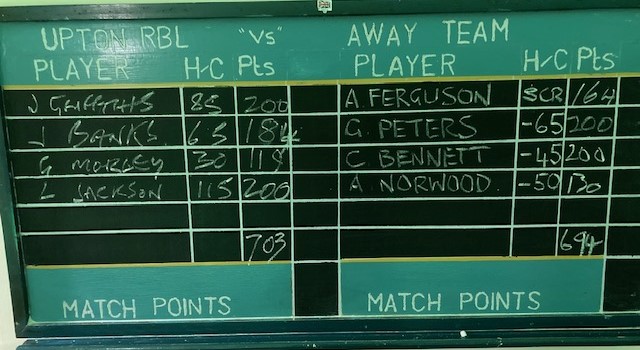 UPTON RBL "VS" AWAY TEAM
PLAYER H/C Pts PLAYER H/C Pts
J GRIFFITHS 85 200 A. FERGUSON SCR 164
J BANKS 65 184 G. PETERS -65 200
G MORLEY 30 119 C. BENNETT -45 200
L JACKSON 115 200 A. NORWOOD. -50 130
703 694
MATCH POINTS MATCH POINTS